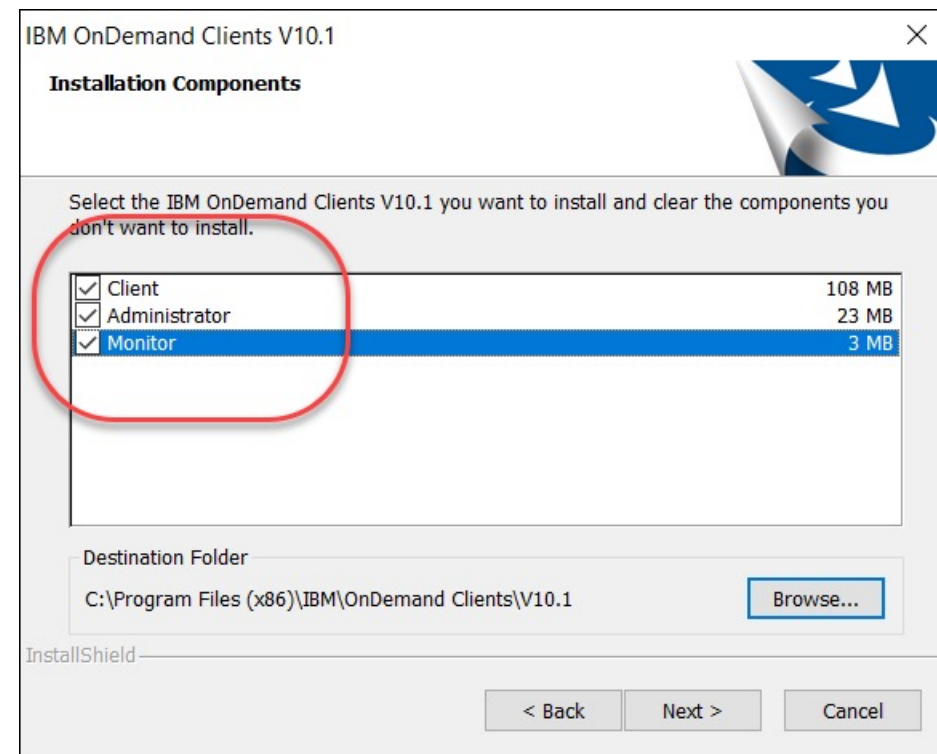 IBM OnDemand Clients V10.1
Installation Components
Select the IBM OnDemand Clients V10.1 you want to install and clear the components you
don't want to install.
Client 108 MB
Administrator 23 MB
Monitor 3 MB
Destination Folder
C:\Program Files (x86)\IBM\OnDemand Clients\V10.1
Browse...
InstallShield
< Back Next > Cancel